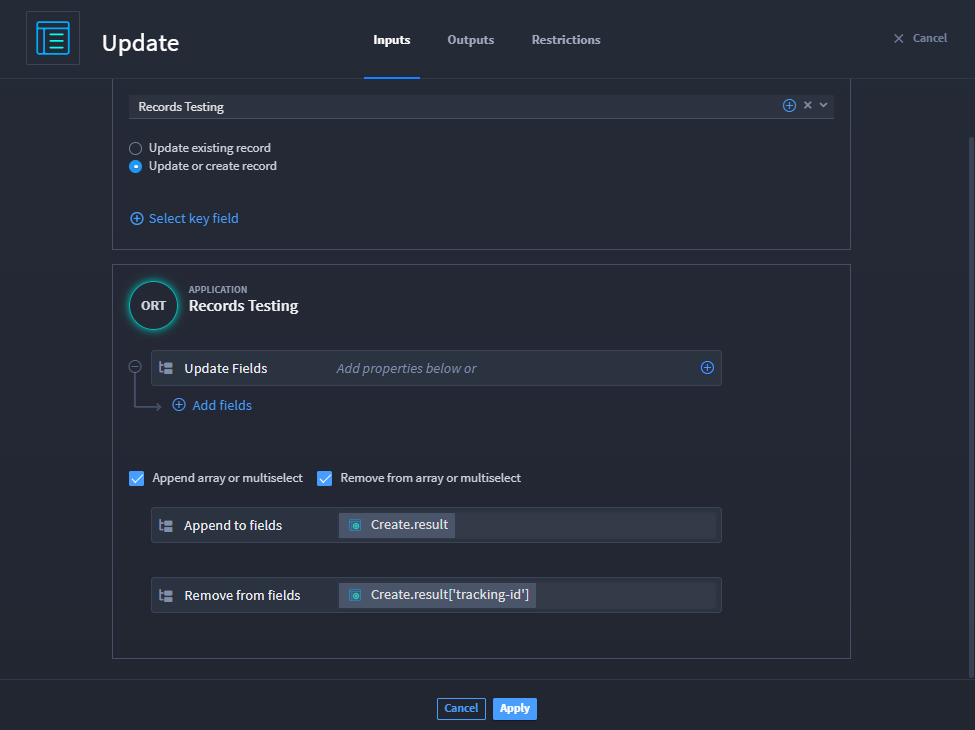 Update
Inputs
Outputs
Restrictions
Cancel
Records Testing
Update existing record
Update or create record
Select key field
ORT
APPLICATION
Records Testing
Update Fields
Add properties below or
Add fields
Append array or multiselect
Remove from array or multiselect
Append to fields
Create.result
Remove from fields
Create.result['tracking-id']
Cancel
Apply